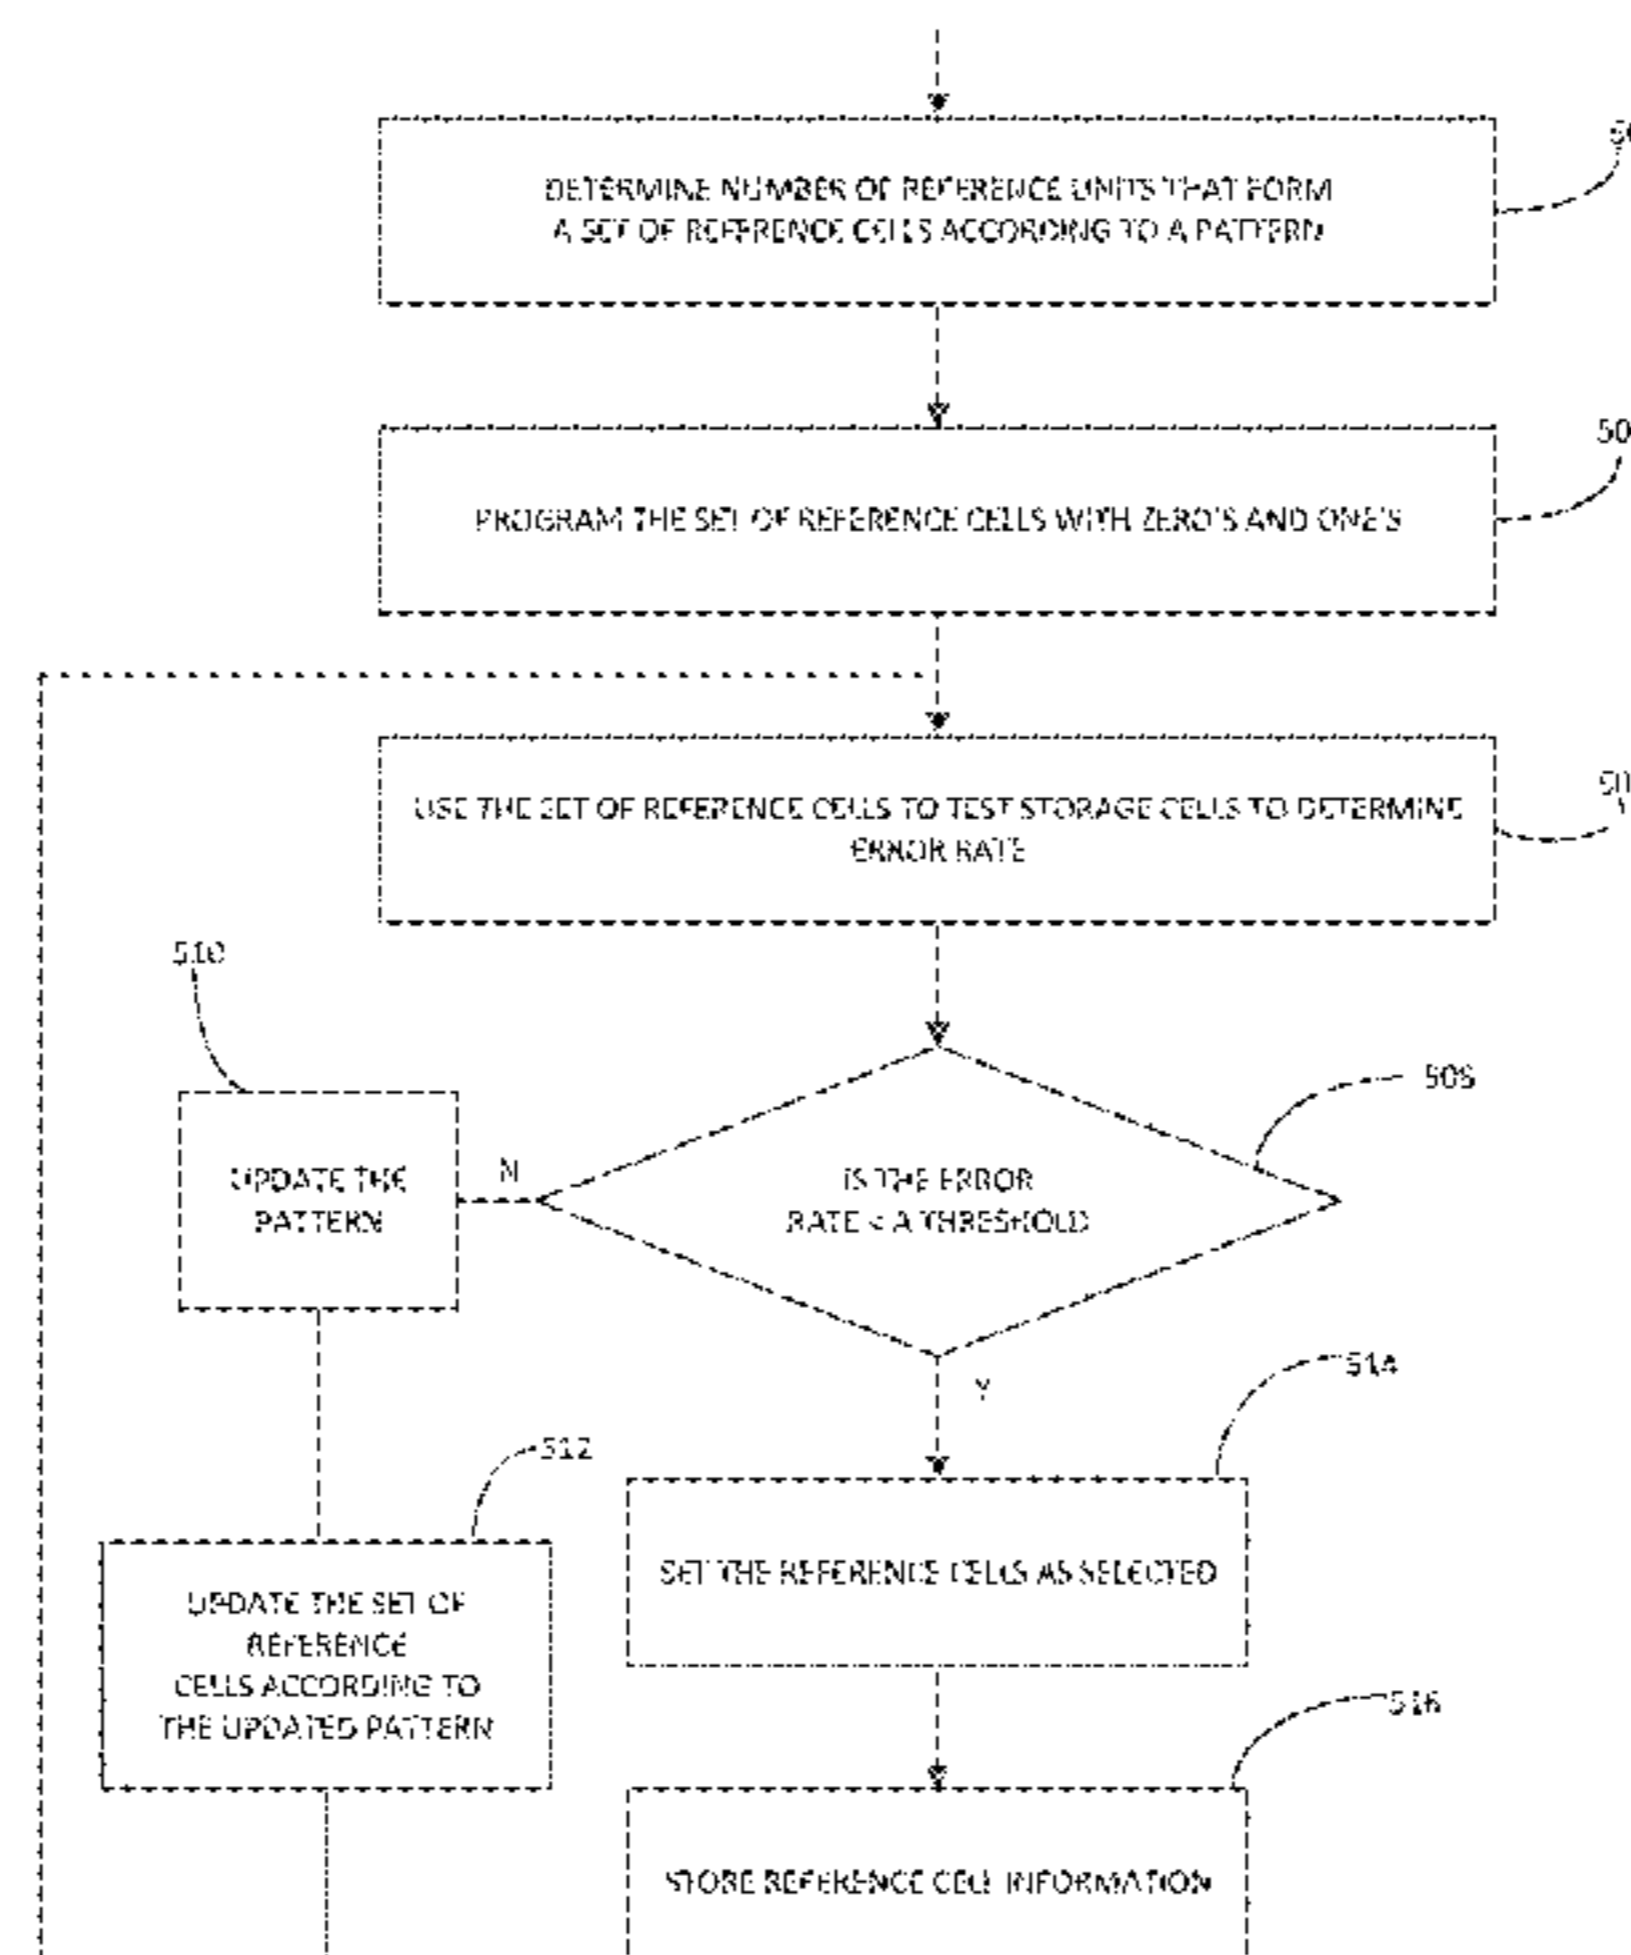 DETERMINE NUMBER OF REFERENCE UNITS THAT FORM
A SET OF REFERENCE CELLS ACCORDING TO A PATTERN
50
PROGRAM THE SET OF REFERENCE CELLS WITH ZERO'S AND ONE'S
50
USE THE SET OF REFERENCE CELLS TO TEST STORAGE CELLS TO DETERMINE
ERROR RATE
510
UPDATE THE
PATTERN
N
IS THE ERROR
RATE < A THRESHOLD
Y
514
512
SET THE REFERENCE CELLS AS SELECTED
UPDATE THE SET OF
REFERENCE
CELLS ACCORDING TO
THE UPDATED PATTERN
516
STORE REFERENCE CELL INFORMATION